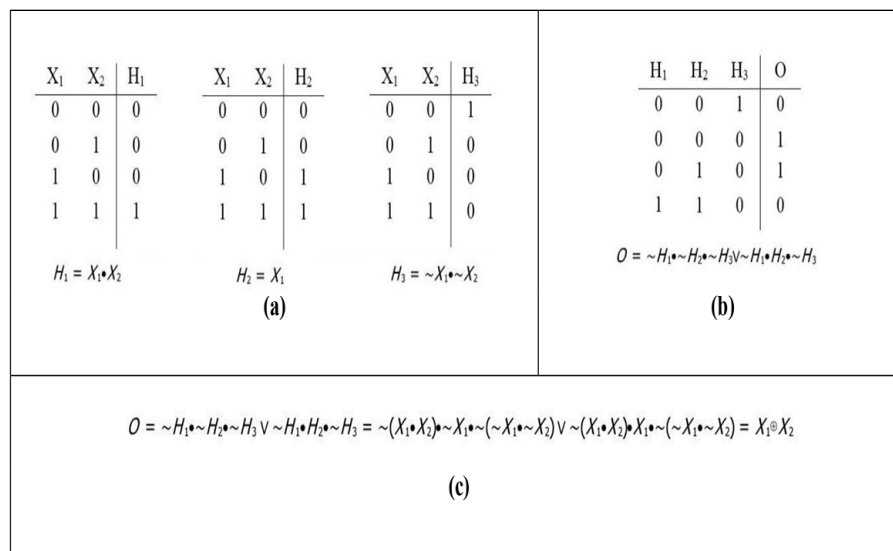 X₁ X₂ H₁
0 0 0
0 1 0
1 0 0
1 1 1
H₁ = X₁•X₂
X₁ X₂ H₂
0 0 0
0 1 0
1 0 1
1 1 1
H₂ = X₁
X₁ X₂ H₃
0 0 1
0 1 0
1 0 0
1 1 0
H₃ = ~X₁•~X₂
(a)
H₁ H₂ H₃ O
0 0 1 0
0 0 0 1
0 1 0 1
1 1 0 0
O = ~H₁•~H₂•~H₃∨~H₁•H₂•~H₃
(b)
O = ~H₁•~H₂•~H₃ ∨ ~H₁•H₂•~H₃ = ~(X₁•X₂)•~X₁•~(~X₁•~X₂) ∨ ~(X₁•X₂)•X₁•~(~X₁•~X₂) = X₁⊕X₂
(c)